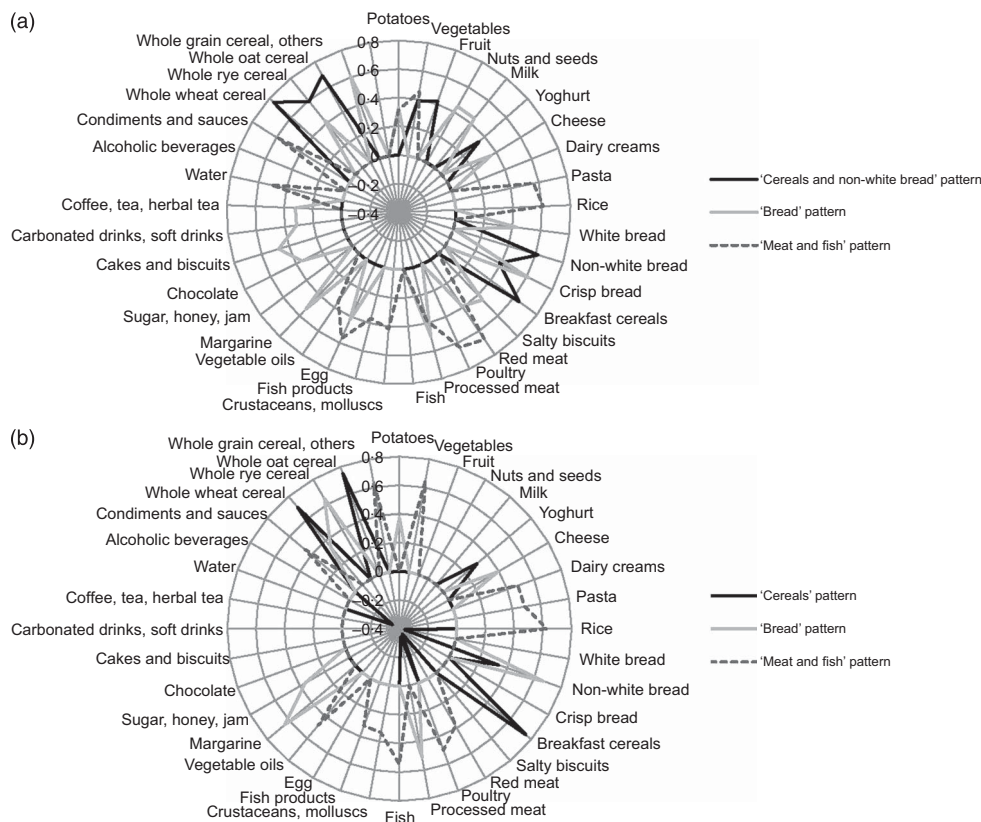 (a)
Potatoes
Vegetables
Fruit
Nuts and seeds
Milk
Yoghurt
Cheese
Dairy creams
Pasta
Rice
White bread
Non-white bread
Crisp bread
Breakfast cereals
Salty biscuits
Red meat
Poultry
Processed meat
Fish
Crustaceans, molluscs
Fish products
Egg
Vegetable oils
Margarine
Sugar, honey, jam
Chocolate
Cakes and biscuits
Carbonated drinks, soft drinks
Coffee, tea, herbal tea
Water
Alcoholic beverages
Condiments and sauces
Whole wheat cereal
Whole rye cereal
Whole oat cereal
Whole grain cereal, others
0·8
0·6
0·4
0·2
0
−0·2
−0·4
‘Cereals and non-white bread’ pattern
‘Bread’ pattern
‘Meat and fish’ pattern
(b)
Potatoes
Vegetables
Fruit
Nuts and seeds
Milk
Yoghurt
Cheese
Dairy creams
Pasta
Rice
White bread
Non-white bread
Crisp bread
Breakfast cereals
Salty biscuits
Red meat
Poultry
Processed meat
Fish
Crustaceans, molluscs
Fish products
Egg
Vegetable oils
Margarine
Sugar, honey, jam
Chocolate
Cakes and biscuits
Carbonated drinks, soft drinks
Coffee, tea, herbal tea
Water
Alcoholic beverages
Condiments and sauces
Whole wheat cereal
Whole rye cereal
Whole oat cereal
Whole grain cereal, others
0·8
0·6
0·4
0·2
0
−0·2
−0·4
‘Cereals’ pattern
‘Bread’ pattern
‘Meat and fish’ pattern